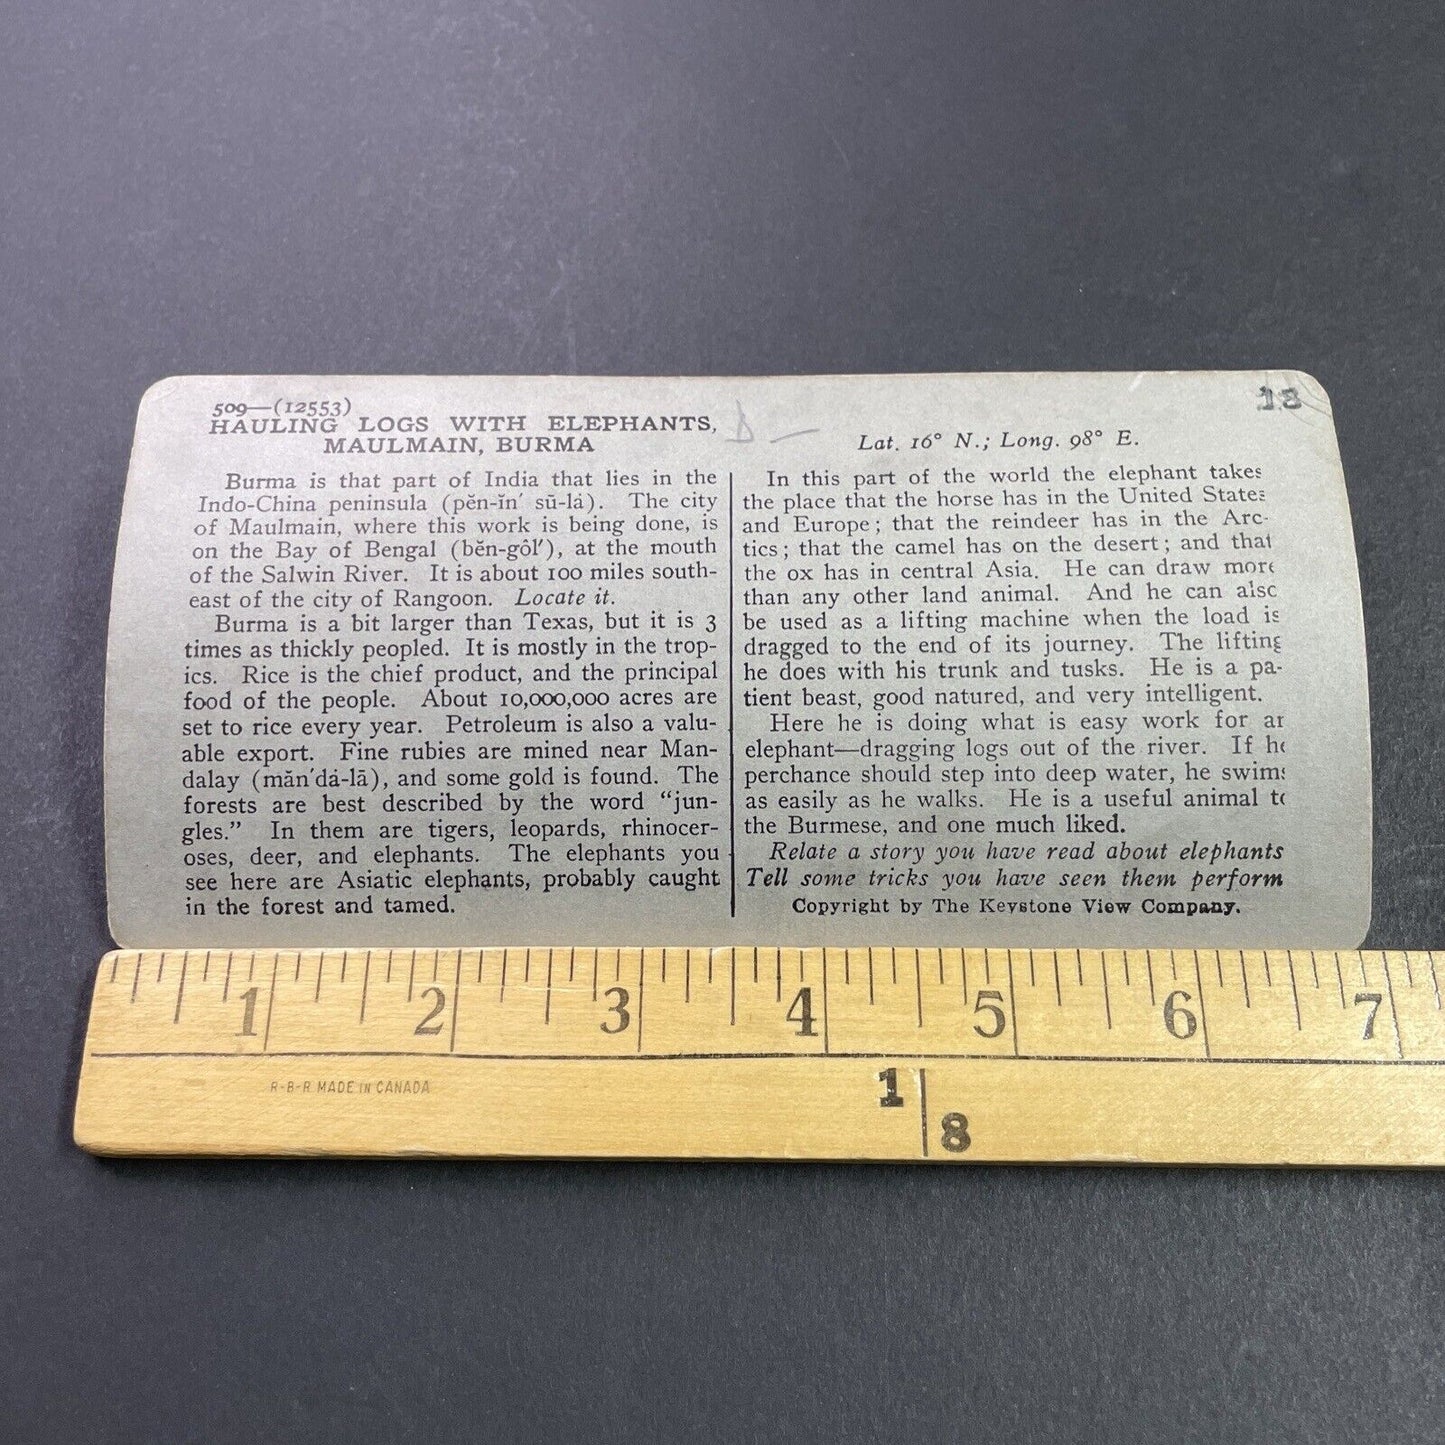 509—(12553)
HAULING LOGS WITH ELEPHANTS,
MAULMAIN, BURMA
Burma is that part of India that lies in the
Indo-China peninsula (pĕn-ĭn′ sū-lȧ). The city
of Maulmain, where this work is being done, is
on the Bay of Bengal (bĕn-gôl′), at the mouth
of the Salwin River. It is about 100 miles south-
east of the city of Rangoon. Locate it.
Burma is a bit larger than Texas, but it is 3
times as thickly peopled. It is mostly in the trop-
ics. Rice is the chief product, and the principal
food of the people. About 10,000,000 acres are
set to rice every year. Petroleum is also a valu-
able export. Fine rubies are mined near Man-
dalay (măn′dȧ-lā), and some gold is found. The
forests are best described by the word “jun-
gles.” In them are tigers, leopards, rhinocer-
oses, deer, and elephants. The elephants you
see here are Asiatic elephants, probably caught
in the forest and tamed.
18
Lat. 16° N.; Long. 98° E.
In this part of the world the elephant takes
the place that the horse has in the United States
and Europe; that the reindeer has in the Arc-
tics; that the camel has on the desert; and that
the ox has in central Asia. He can draw more
than any other land animal. And he can also
be used as a lifting machine when the load is
dragged to the end of its journey. The lifting
he does with his trunk and tusks. He is a pa-
tient beast, good natured, and very intelligent.
Here he is doing what is easy work for an
elephant—dragging logs out of the river. If he
perchance should step into deep water, he swims
as easily as he walks. He is a useful animal to
the Burmese, and one much liked.
Relate a story you have read about elephants
Tell some tricks you have seen them perform
Copyright by The Keystone View Company.
1 2 3 4 5 6 7
R-B-R MADE IN CANADA
1
8